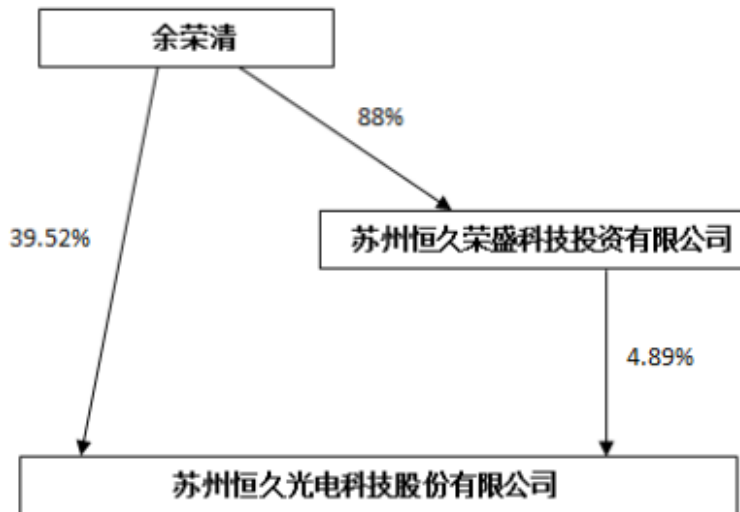 余荣清
88%
39.52%
苏州恒久荣盛科技投资有限公司
4.89%
苏州恒久光电科技股份有限公司